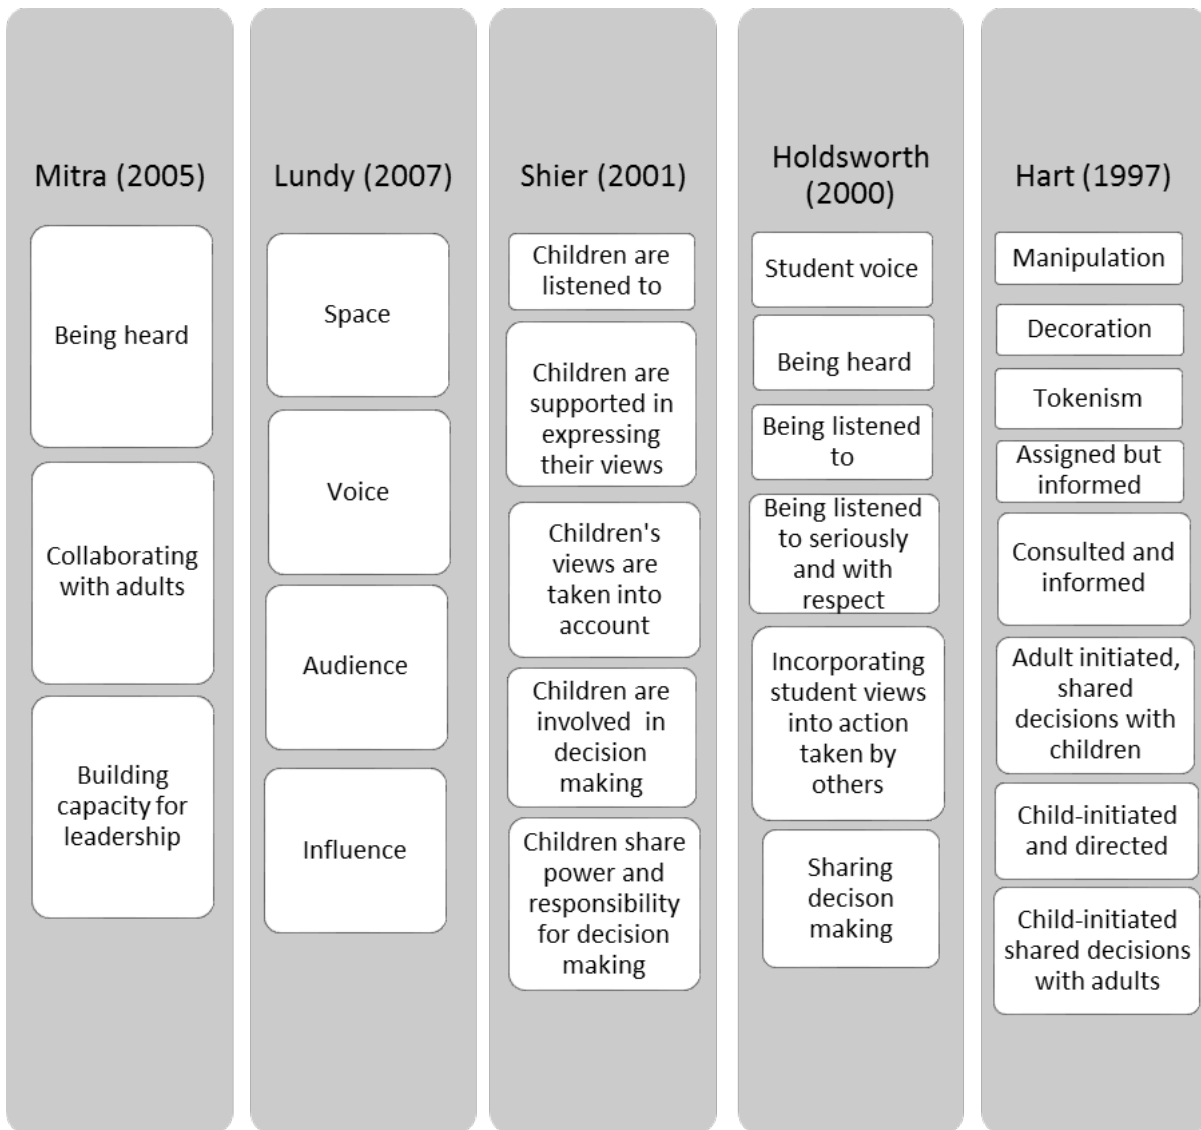 Mitra (2005)
Being heard
Collaborating
with adults
Building
capacity for
leadership
Lundy (2007)
Space
Voice
Audience
Influence
Shier (2001)
Children are
listened to
Children are
supported in
expressing
their views
Children's
views are
taken into
account
Children are
involved in
decision
making
Children share
power and
responsibility
for decision
making
Holdsworth
(2000)
Student voice
Being heard
Being listened
to
Being listened
to seriously
and with
respect
Incorporating
student views
into action
taken by
others
Sharing
decison
making
Hart (1997)
Manipulation
Decoration
Tokenism
Assigned but
informed
Consulted and
informed
Adult initiated,
shared
decisions with
children
Child-initiated
and directed
Child-initiated
shared decisions
with adults